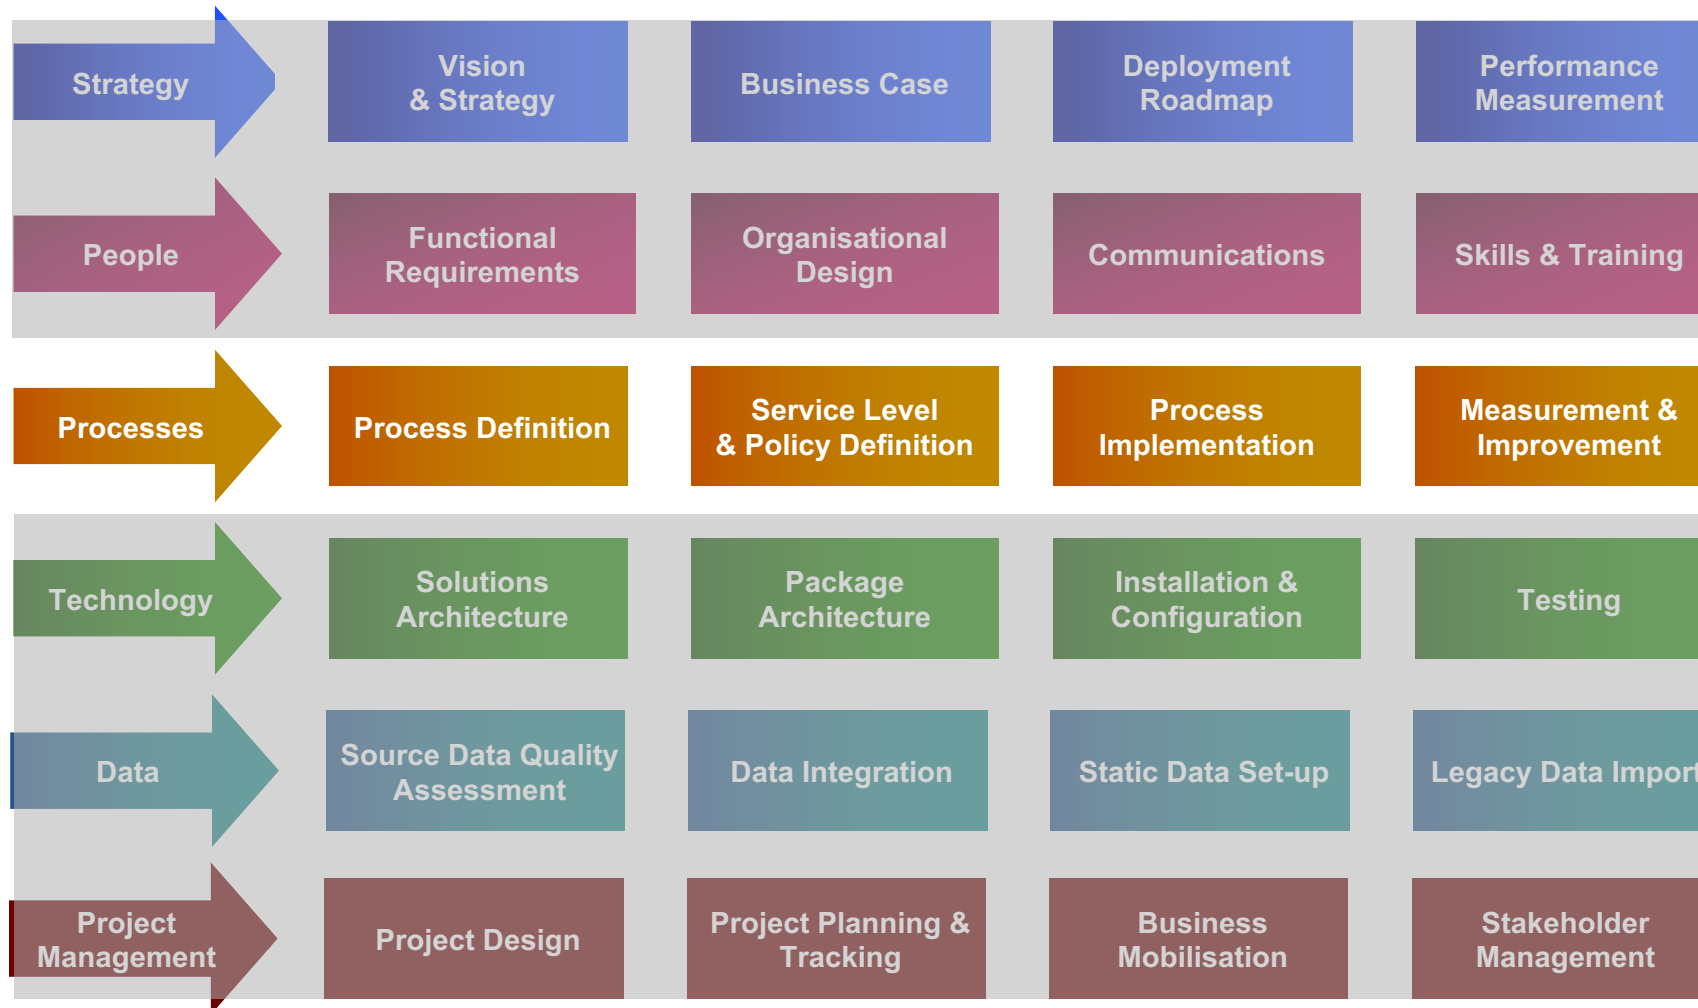 Strategy
Vision
& Strategy
Business Case
Deployment
Roadmap
Performance
Measurement
People
Functional
Requirements
Organisational
Design
Communications
Skills & Training
Processes
Process Definition
Service Level
& Policy Definition
Process
Implementation
Measurement &
Improvement
Technology
Solutions
Architecture
Package
Architecture
Installation &
Configuration
Testing
Data
Source Data Quality
Assessment
Data Integration
Static Data Set-up
Legacy Data Import
Project
Management
Project Design
Project Planning &
Tracking
Business
Mobilisation
Stakeholder
Management